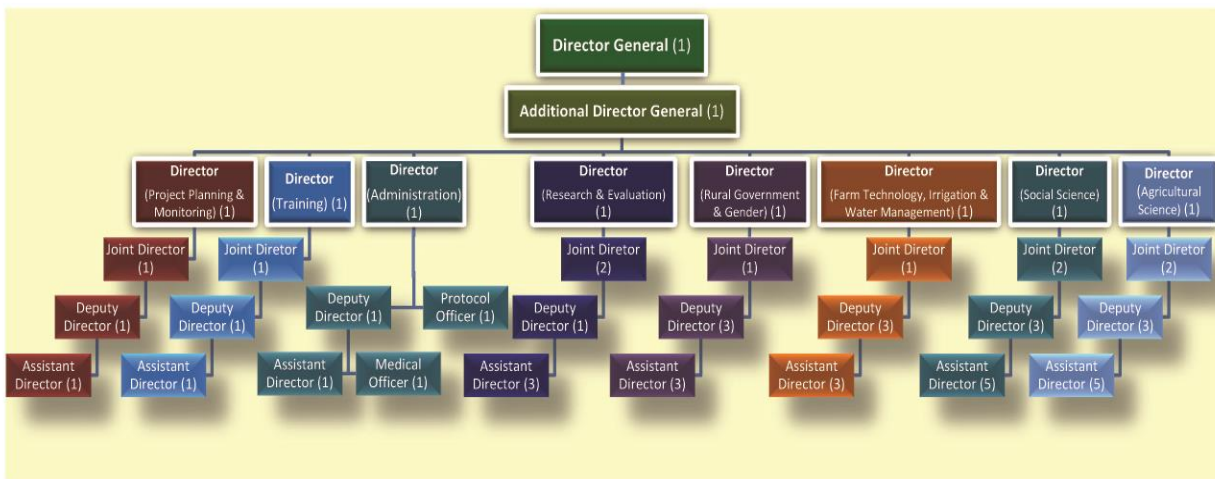 Director General (1)
Additional Director General (1)
Director
(Project Planning &
Monitoring) (1)
Director
(Training) (1)
Director
(Administration)
(1)
Director
(Research & Evaluation)
(1)
Director
(Rural Government
& Gender) (1)
Director
(Farm Technology, Irrigation &
Water Management) (1)
Director
(Social Science)
(1)
Director
(Agricultural
Science) (1)
Joint Director
(1)
Joint Diretor
(1)
Joint Diretor
(2)
Joint Diretor
(1)
Joint Diretor
(1)
Joint Diretor
(2)
Joint Diretor
(2)
Deputy
Director (1)
Deputy
Director (1)
Deputy
Director (1)
Protocol
Officer (1)
Deputy
Director (1)
Deputy
Director (3)
Deputy
Director (3)
Deputy
Director (3)
Deputy
Director (3)
Assistant
Director (1)
Assistant
Director (1)
Assistant
Director (1)
Medical
Officer (1)
Assistant
Director (3)
Assistant
Director (3)
Assistant
Director (3)
Assistant
Director (5)
Assistant
Director (5)